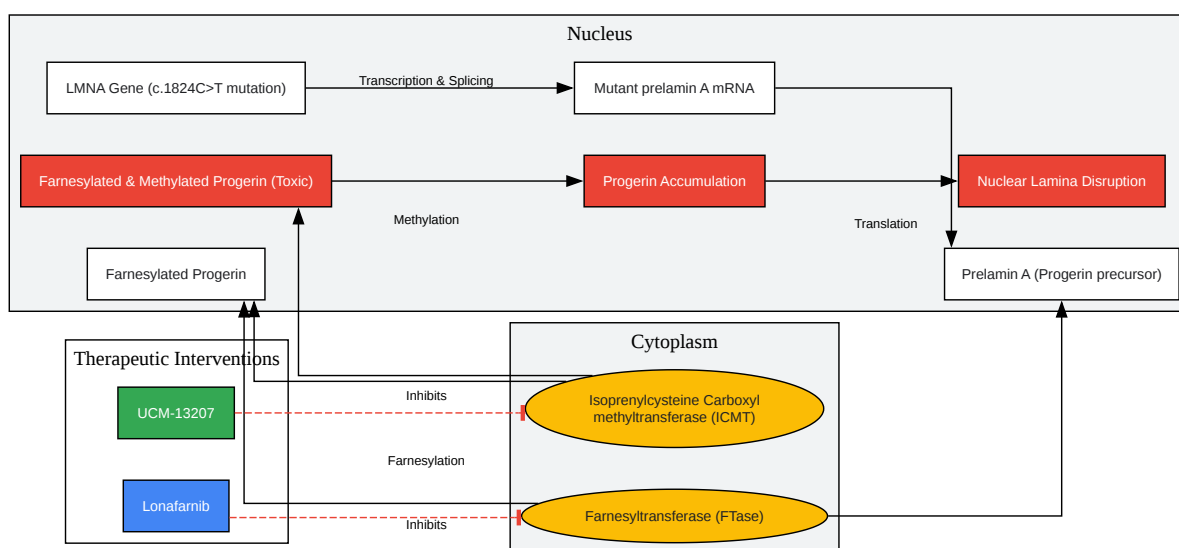 Nucleus
LMNA Gene (c.1824C>T mutation)
Transcription & Splicing
Mutant prelamin A mRNA
Farnesylated & Methylated Progerin (Toxic)
Progerin Accumulation
Nuclear Lamina Disruption
Methylation
Translation
Farnesylated Progerin
Prelamin A (Progerin precursor)
Therapeutic Interventions
Cytoplasm
UCM-13207
Inhibits
Isoprenylcysteine Carboxyl
methyltransferase (ICMT)
Farnesylation
Lonafarnib
Inhibits
Farnesyltransferase (FTase)